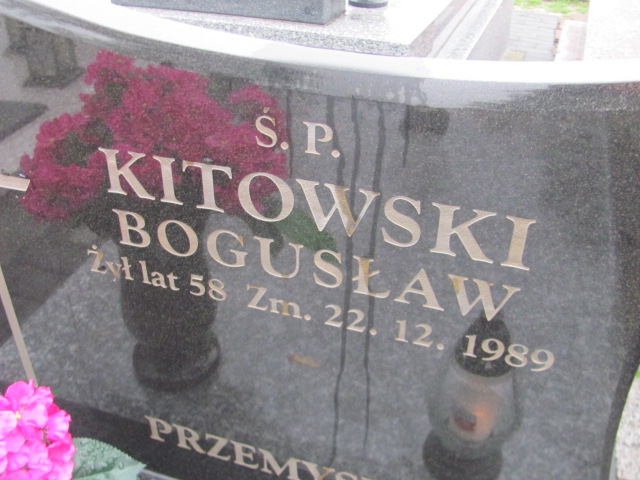 Ś. P.
KITOWSKI
BOGUSŁAW
Żył lat 58 Zm. 22. 12. 1989